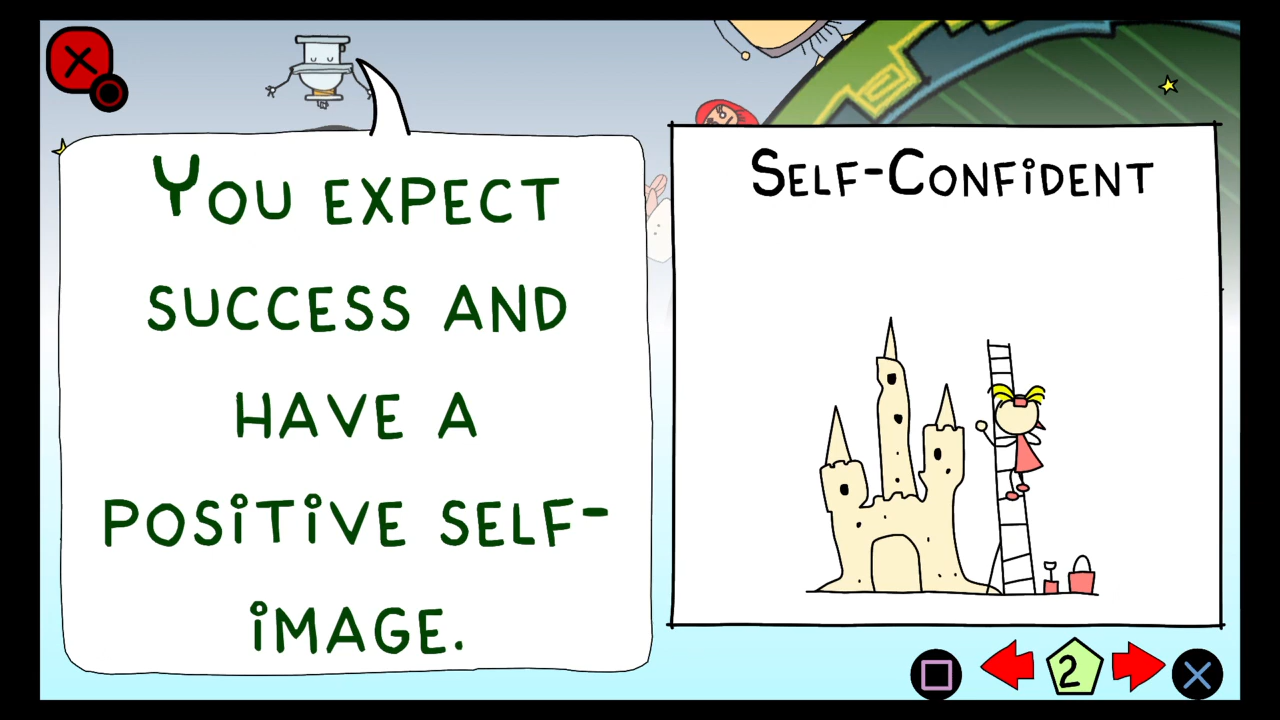 You expect
success and
have a
positive self-
image.
Self-Confident
2